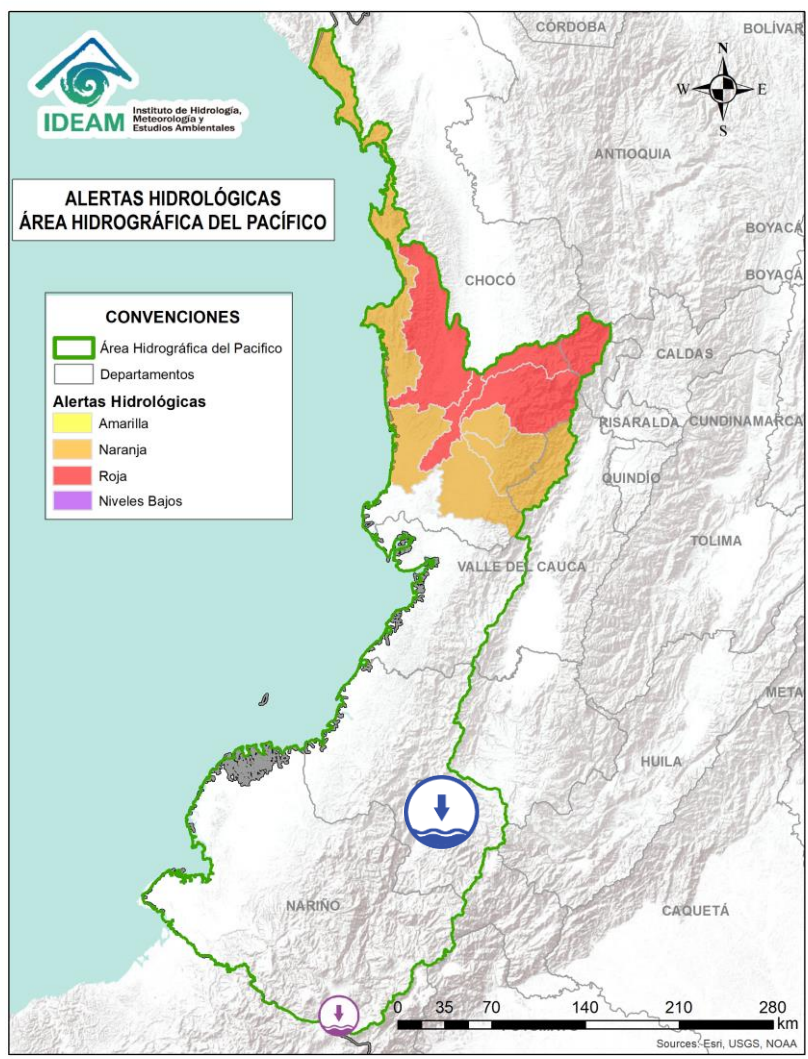 CÓRDOBA
BOLÍVAR
N
W
E
S
IDEAM
Instituto de Hidrología,
Meteorología y
Estudios Ambientales
ANTIOQUIA
ALERTAS HIDROLÓGICAS
ÁREA HIDROGRÁFICA DEL PACÍFICO
BOYACÁ
BOYACÁ
CHOCÓ
CONVENCIONES
Área Hidrográfica del Pacifico
Departamentos
Alertas Hidrológicas
Amarilla
Naranja
Roja
Niveles Bajos
CALDAS
RISARALDA
CUNDINAMARCA
QUINDÍO
TOLIMA
VALLE DEL CAUCA
META
HUILA
NARIÑO
CAQUETÁ
0 35 70 140 210 280
km
Sources: Esri, USGS, NOAA